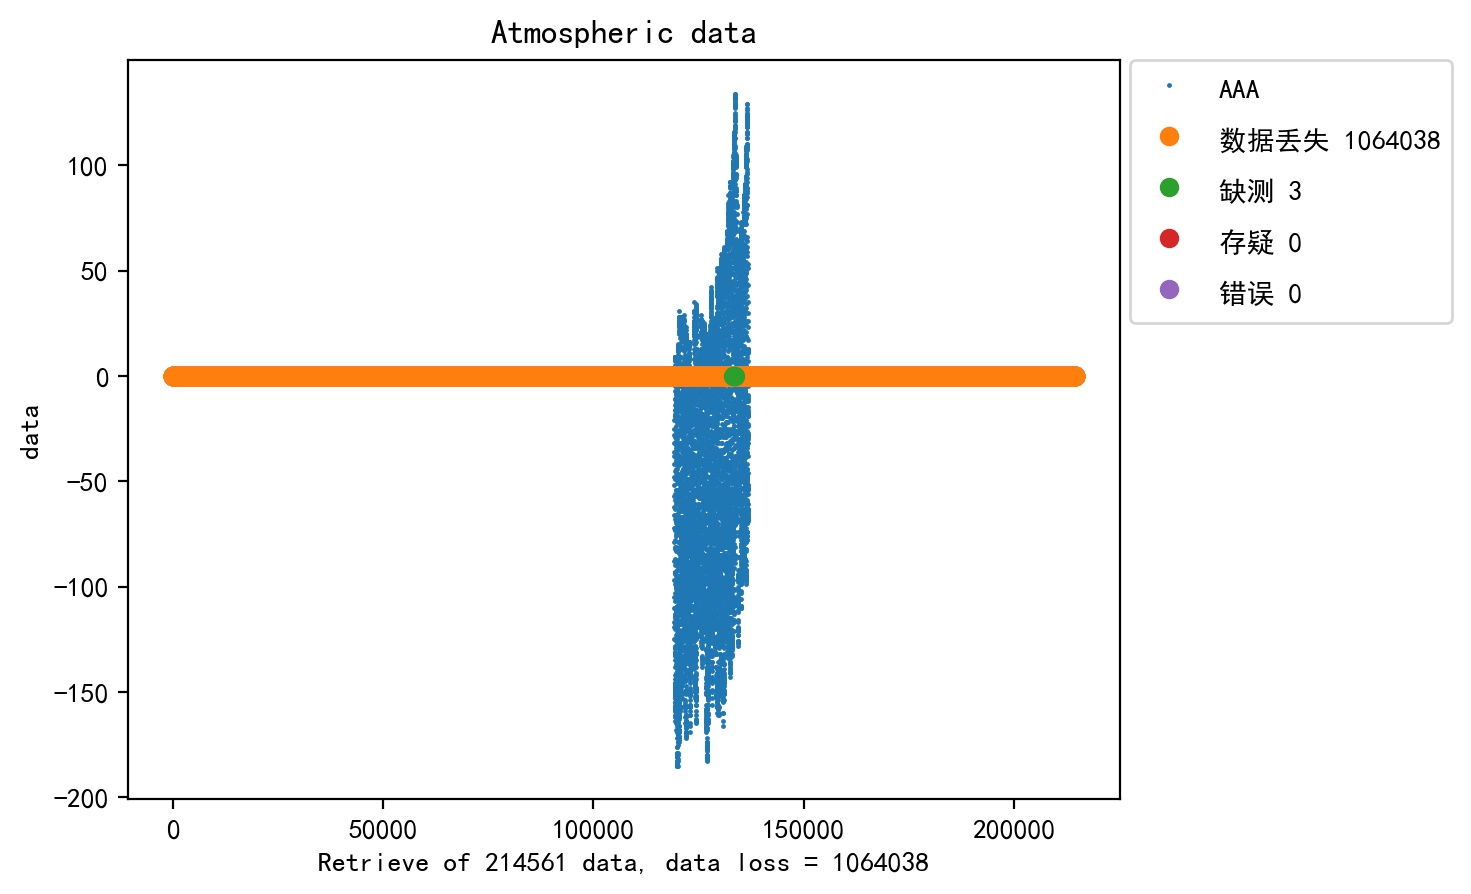 Atmospheric data
AAA
数据丢失 1064038
缺测 3
存疑 0
错误 0
100
50
0
−50
−100
−150
−200
data
0 50000 100000 150000 200000
Retrieve of 214561 data, data loss = 1064038